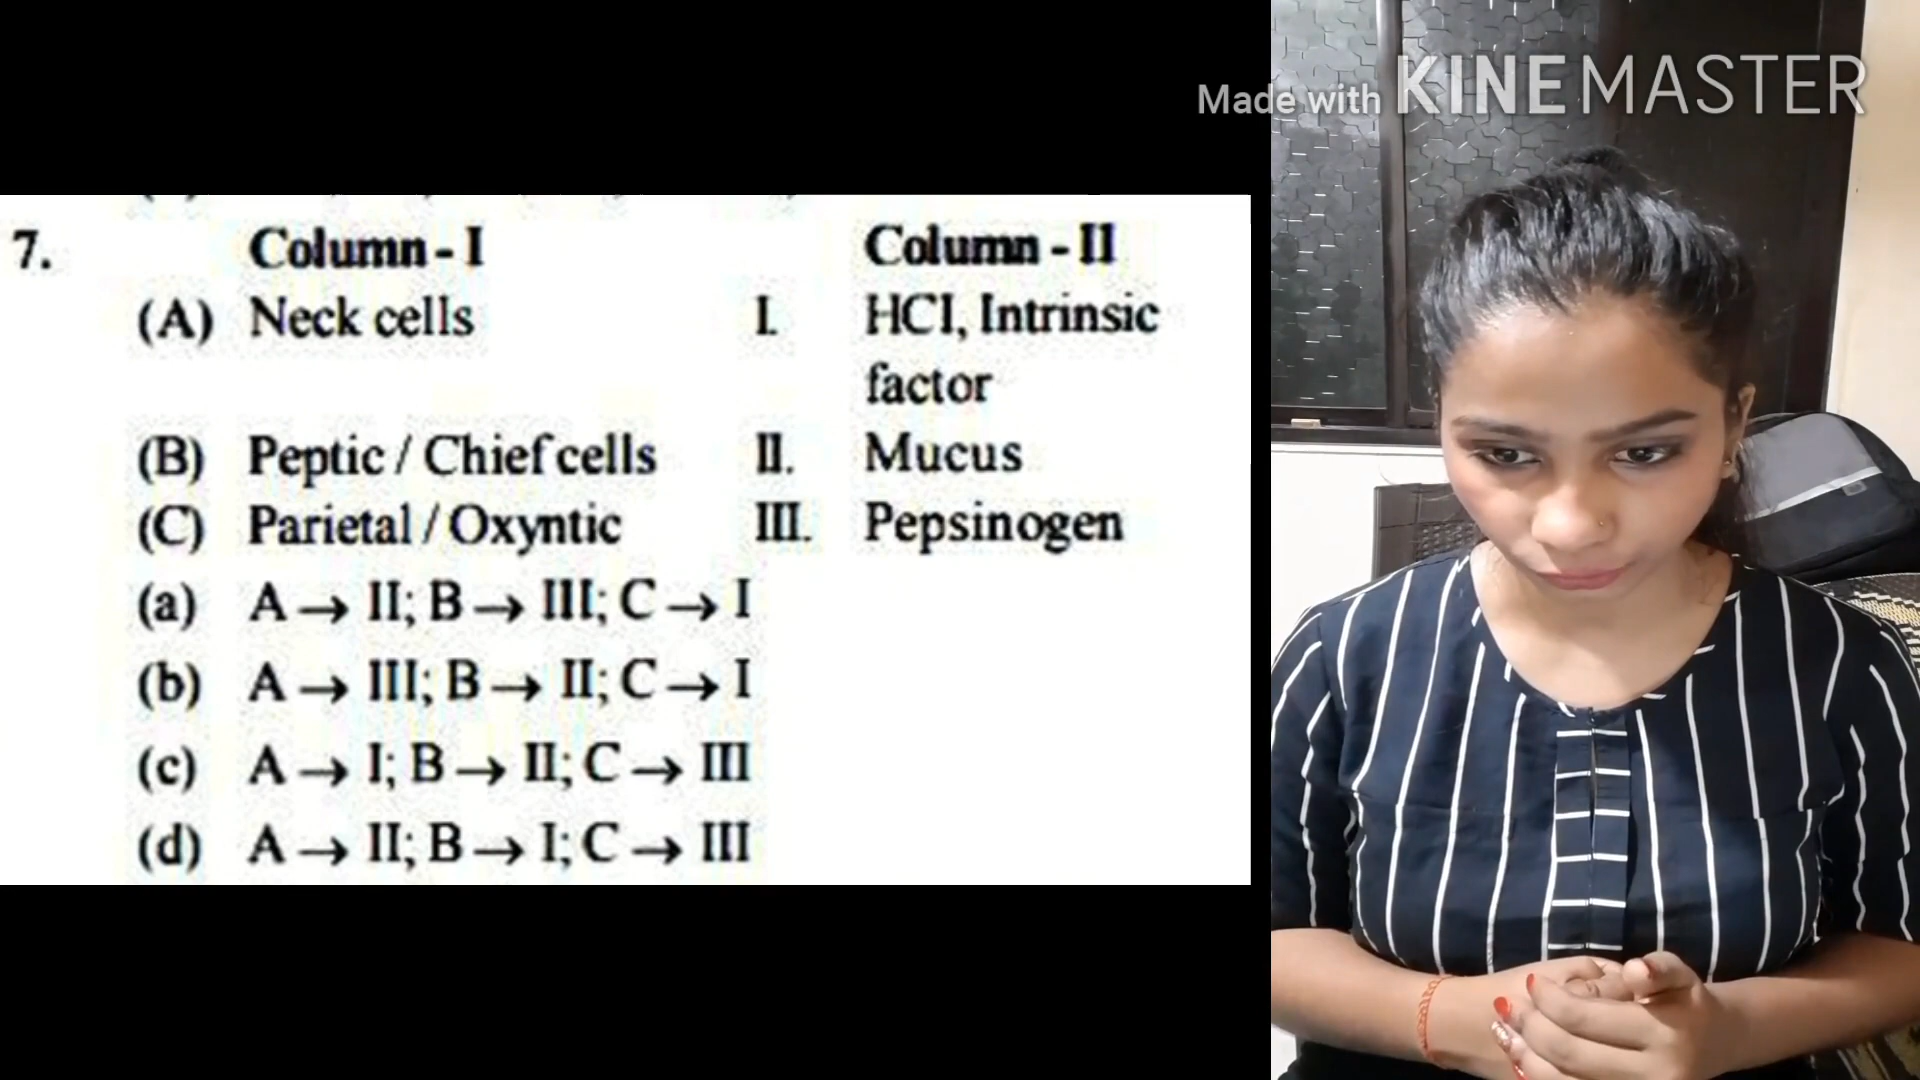 Made with KINEMASTER
7. Column - I Column - II
(A) Neck cells I. HCl, Intrinsic
factor
(B) Peptic / Chief cells II. Mucus
(C) Parietal / Oxyntic III. Pepsinogen
(a) A → II; B → III; C → I
(b) A → III; B → II; C → I
(c) A → I; B → II; C → III
(d) A → II; B → I; C → III